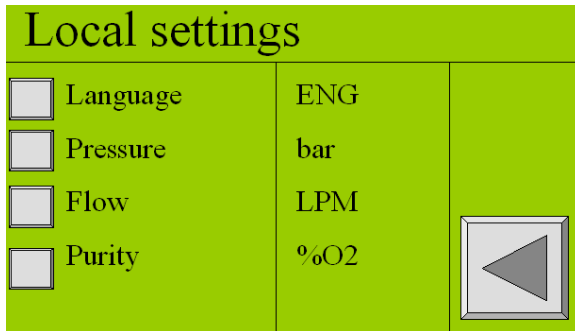 Local settings
Language ENG
Pressure bar
Flow LPM
Purity %O2